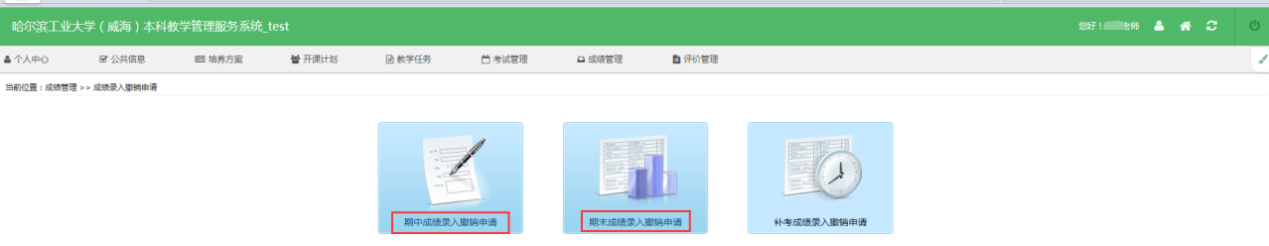 哈尔滨工业大学（威海）本科教学管理服务系统_test
您好！老师
个人中心 公共信息 培养方案 开课计划 教学任务 考试管理 成绩管理 评价管理
当前位置：成绩管理 >> 成绩录入撤销申请
期中成绩录入撤销申请 期末成绩录入撤销申请 补考成绩录入撤销申请